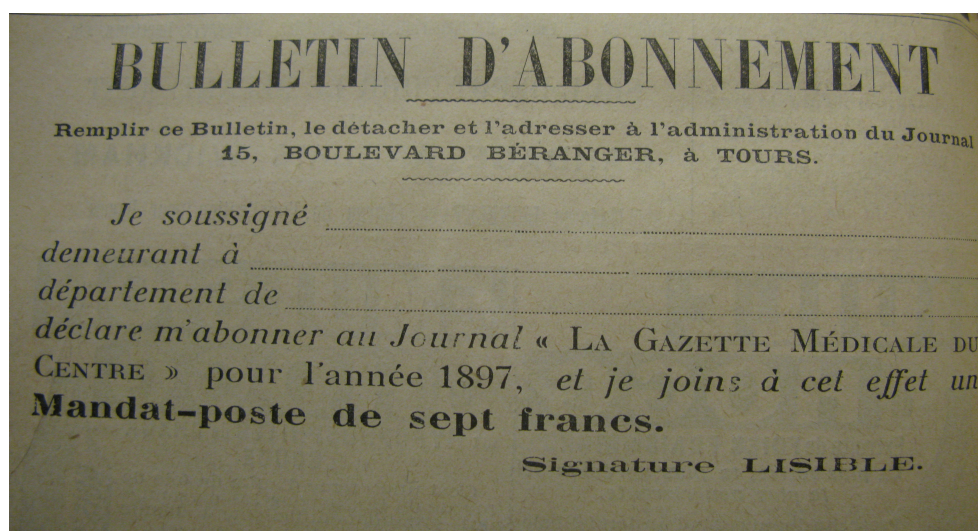 BULLETIN D'ABONNEMENT
Remplir ce Bulletin, le détacher et l'adresser à l'administration du Journal
15, BOULEVARD BÉRANGER, à TOURS.
Je soussigné
demeurant à
département de
déclare m'abonner au Journal « LA GAZETTE MÉDICALE DU
CENTRE » pour l'année 1897, et je joins à cet effet un
Mandat-poste de sept francs.
Signature LISIBLE.